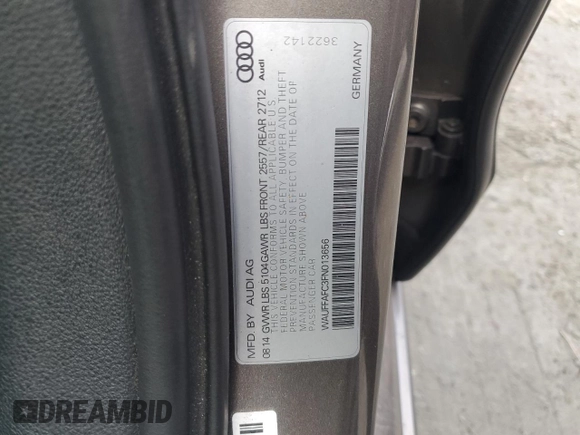 MFD. BY AUDI AG
08 14 GVWR LBS 5104 GAWR LBS FRONT 2557/REAR 2712
THIS VEHICLE CONFORMS TO ALL APPLICABLE U.S.
FEDERAL MOTOR VEHICLE SAFETY, BUMPER AND THEFT
PREVENTION STANDARDS IN EFFECT ON THE DATE OF
MANUFACTURE SHOWN ABOVE.
PASSENGER CAR
WAUFFAFC3FN013656
GERMANY
Audi
3622142
DREAMBID